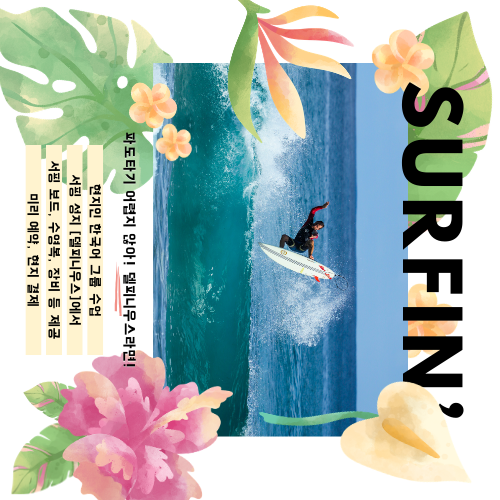 SURFIN’
파도타기 어렵지 않아! 델피니우스라면!
현지인 한국어 그룹 수업
서핑 성지 [델피니우스]에서
서핑 보드, 수영복, 장비 등 제공
미리 예약, 현지 결제